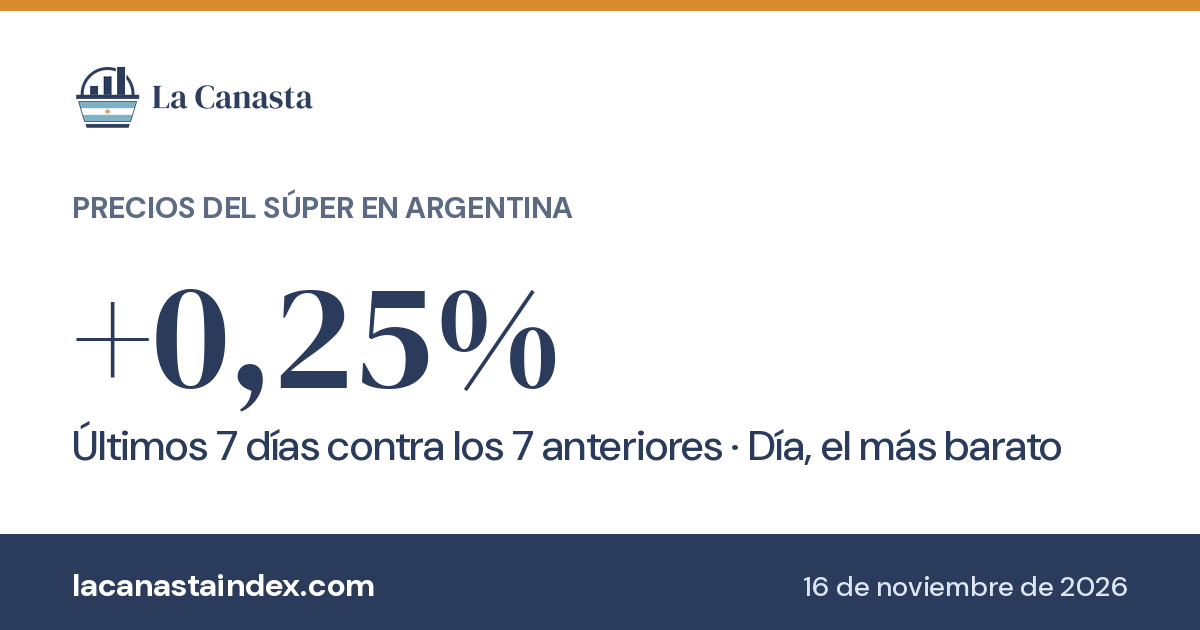 La Canasta
PRECIOS DEL SÚPER EN ARGENTINA
+0,25%
Últimos 7 días contra los 7 anteriores · Día, el más barato
lacanastaindex.com
16 de noviembre de 2026